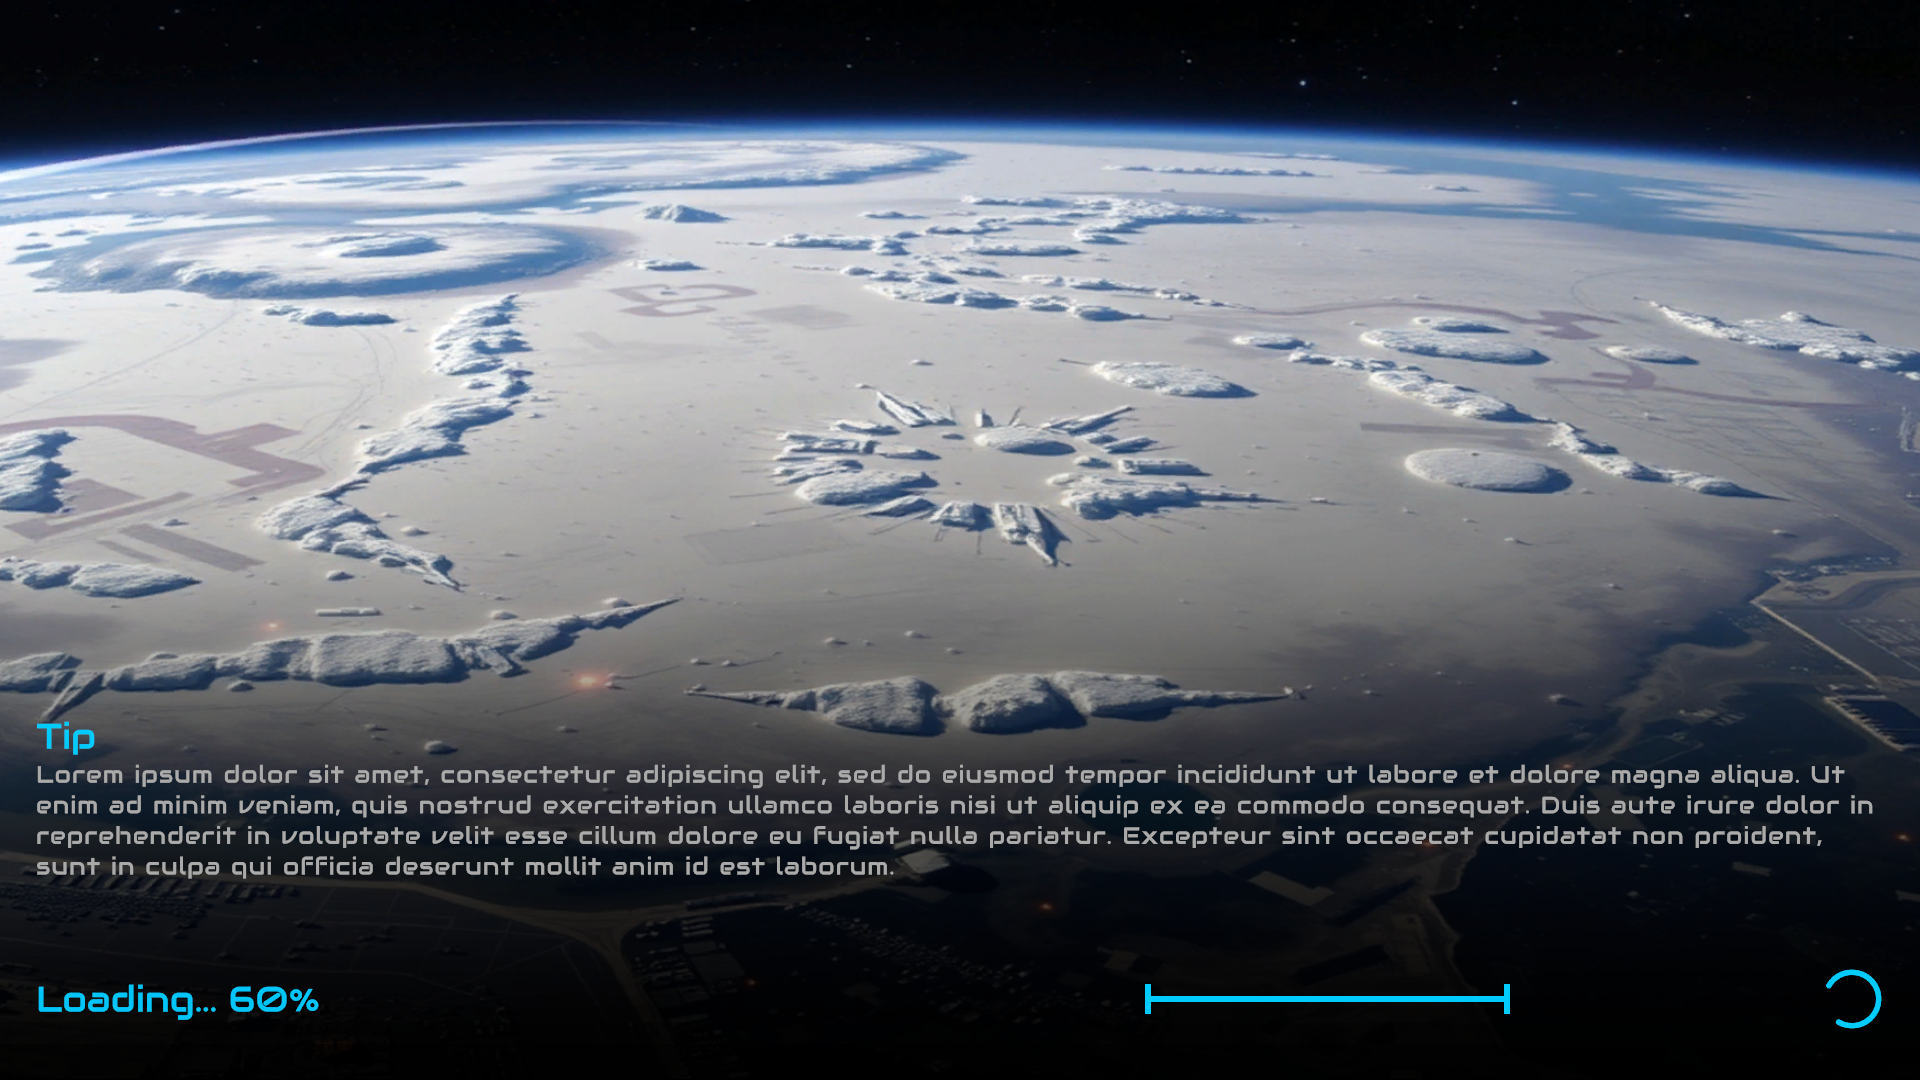 Tip
Lorem ipsum dolor sit amet, consectetur adipiscing elit, sed do eiusmod tempor incididunt ut labore et dolore magna aliqua. Ut
enim ad minim veniam, quis nostrud exercitation ullamco laboris nisi ut aliquip ex ea commodo consequat. Duis aute irure dolor in
reprehenderit in voluptate velit esse cillum dolore eu fugiat nulla pariatur. Excepteur sint occaecat cupidatat non proident,
sunt in culpa qui officia deserunt mollit anim id est laborum.
Loading... 60%